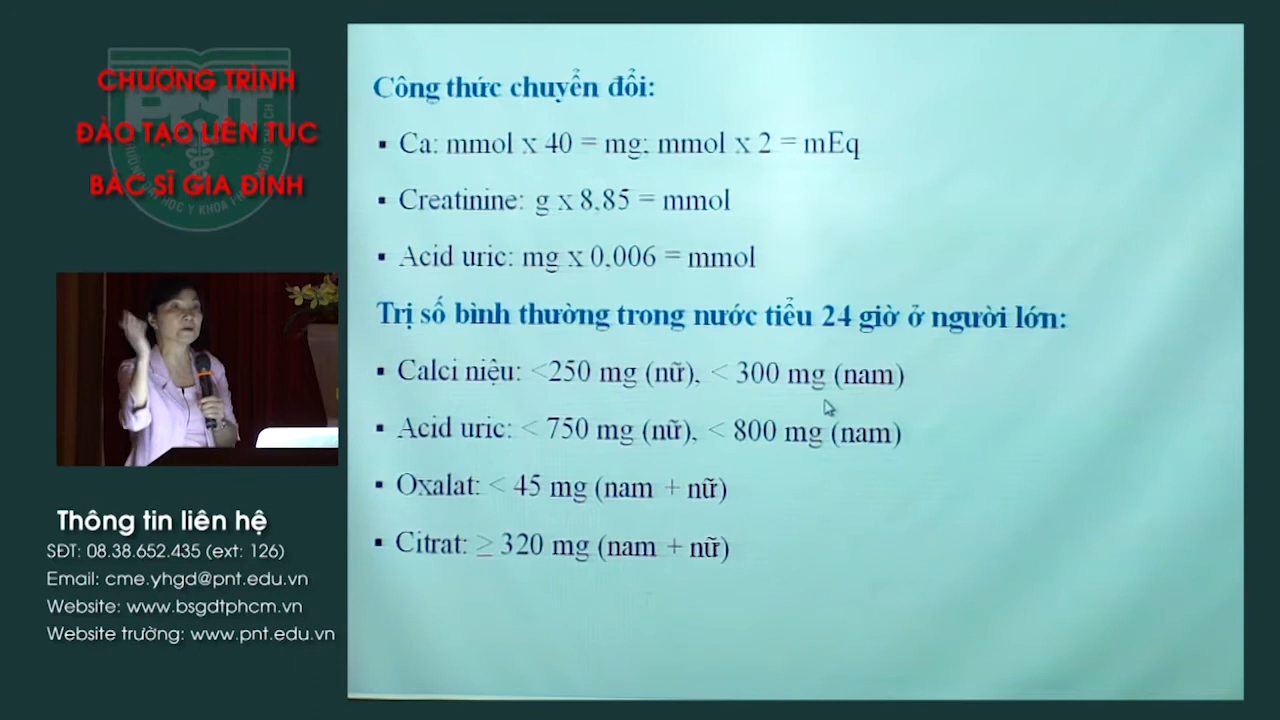 CHƯƠNG TRÌNH
ĐÀO TẠO LIÊN TỤC
BÁC SĨ GIA ĐÌNH
PNT
Thông tin liên hệ
SĐT: 08.38.652.435 (ext: 126)
Email: cme.yhgd@pnt.edu.vn
Website: www.bsgdtphcm.vn
Website trường: www.pnt.edu.vn
Công thức chuyển đổi:
▪ Ca: mmol x 40 = mg; mmol x 2 = mEq
▪ Creatinine: g x 8.85 = mmol
▪ Acid uric: mg x 0.006 = mmol
Trị số bình thường trong nước tiểu 24 giờ ở người lớn:
▪ Calci niệu: <250 mg (nữ), < 300 mg (nam)
▪ Acid uric: < 750 mg (nữ), < 800 mg (nam)
▪ Oxalat: < 45 mg (nam + nữ)
▪ Citrat: ≥ 320 mg (nam + nữ)